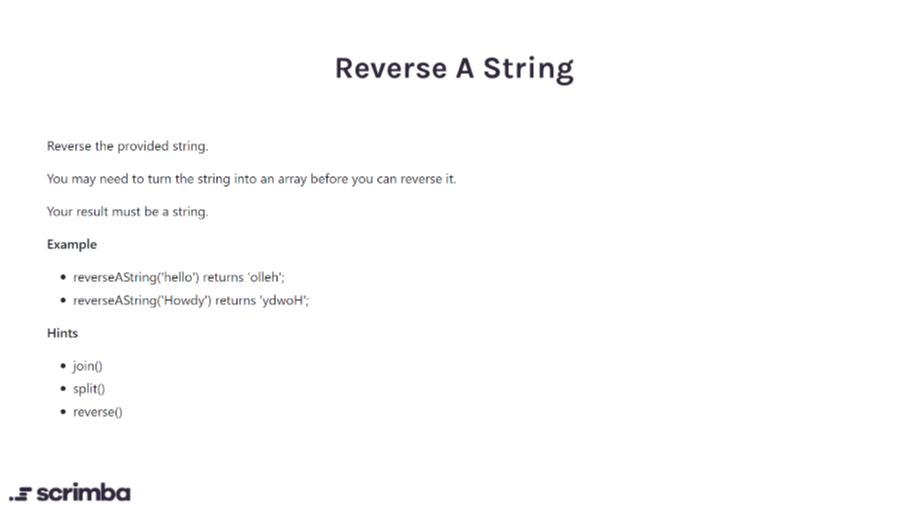 Reverse A String
Reverse the provided string.
You may need to turn the string into an array before you can reverse it.
Your result must be a string.
Example
• reverseAString('hello') returns 'olleh';
• reverseAString('Howdy') returns 'ydwoH';
Hints
• join()
• split()
• reverse()
scrimba